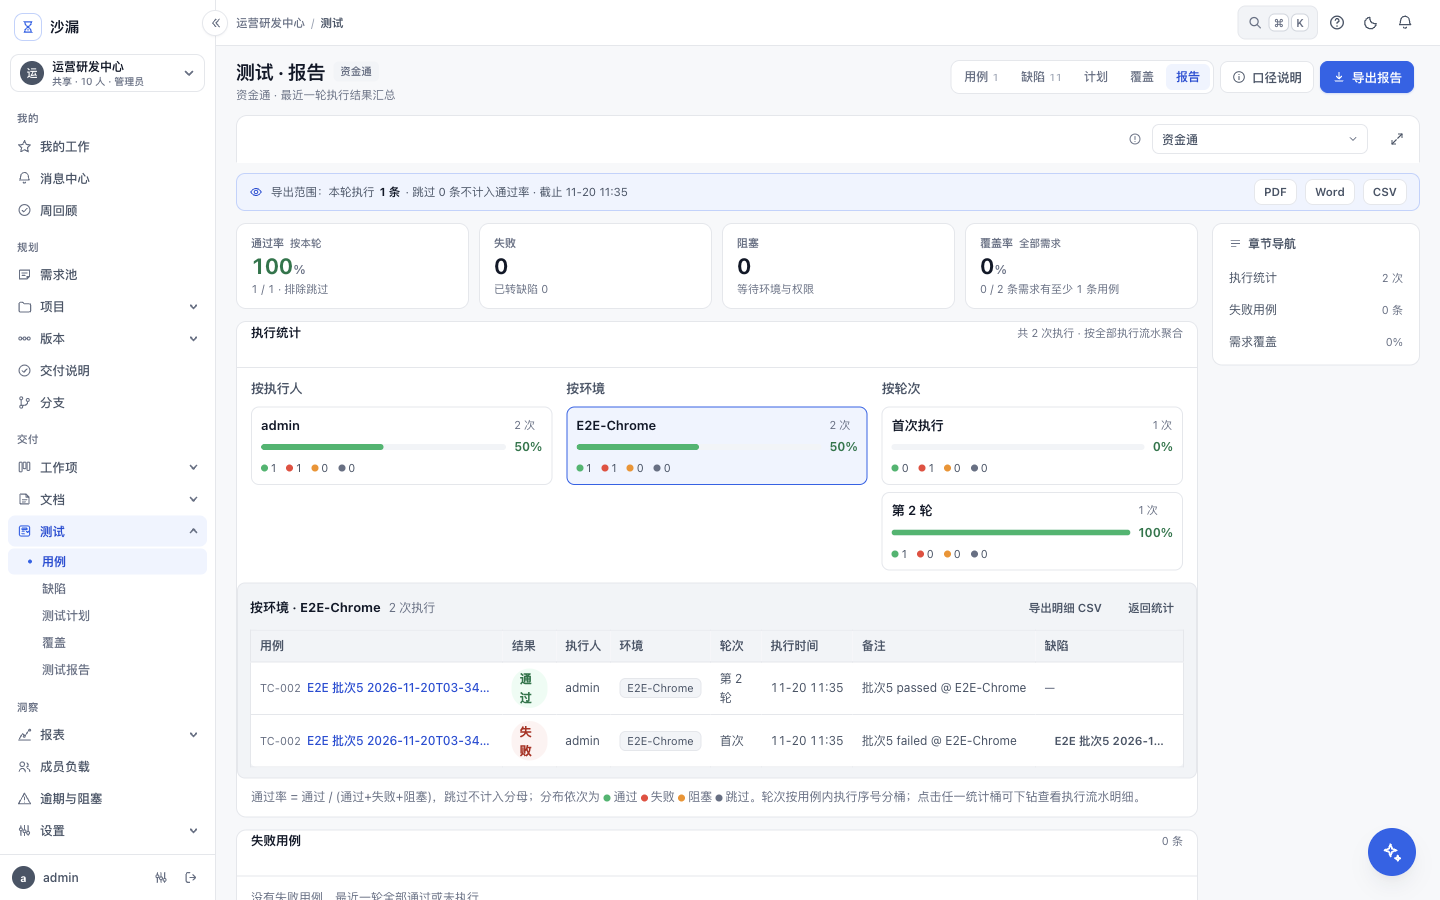 沙漏
运
运营研发中心
共享 · 10 人 · 管理员
我的
我的工作
消息中心
周回顾
规划
需求池
项目
版本
交付说明
分支
交付
工作项
文档
测试
用例
缺陷
测试计划
覆盖
测试报告
洞察
报表
成员负载
逾期与阻塞
设置
a admin
运营研发中心 / 测试
⌘ K
测试 · 报告 资金通
资金通 · 最近一轮执行结果汇总
用例 1 缺陷 11 计划 覆盖 报告
口径说明
导出报告
资金通
导出范围：本轮执行 1 条 · 跳过 0 条不计入通过率 · 截止 11-20 11:35
PDF Word CSV
通过率 按本轮
100%
1 / 1 · 排除跳过
失败
0
已转缺陷 0
阻塞
0
等待环境与权限
覆盖率 全部需求
0%
0 / 2 条需求有至少 1 条用例
章节导航
执行统计 2 次
失败用例 0 条
需求覆盖 0%
执行统计 共 2 次执行 · 按全部执行流水聚合
按执行人
admin 2 次
50%
1 1 0 0
按环境
E2E-Chrome 2 次
50%
1 1 0 0
按轮次
首次执行 1 次
0%
0 1 0 0
第 2 轮 1 次
100%
1 0 0 0
按环境 · E2E-Chrome 2 次执行 导出明细 CSV 返回统计
用例 结果 执行人 环境 轮次 执行时间 备注 缺陷
TC-002 E2E 批次5 2026-11-20T03-34... 通过 admin E2E-Chrome 第 2 轮 11-20 11:35 批次5 passed @ E2E-Chrome —
TC-002 E2E 批次5 2026-11-20T03-34... 失败 admin E2E-Chrome 首次 11-20 11:35 批次5 failed @ E2E-Chrome E2E 批次5 2026-1...
通过率 = 通过 / (通过+失败+阻塞)，跳过不计入分母；分布依次为 通过 失败 阻塞 跳过。轮次按用例内执行序号分桶；点击任一统计桶可下钻查看执行流水明细。
失败用例 0 条
没有失败用例，最近一轮全部通过或未执行